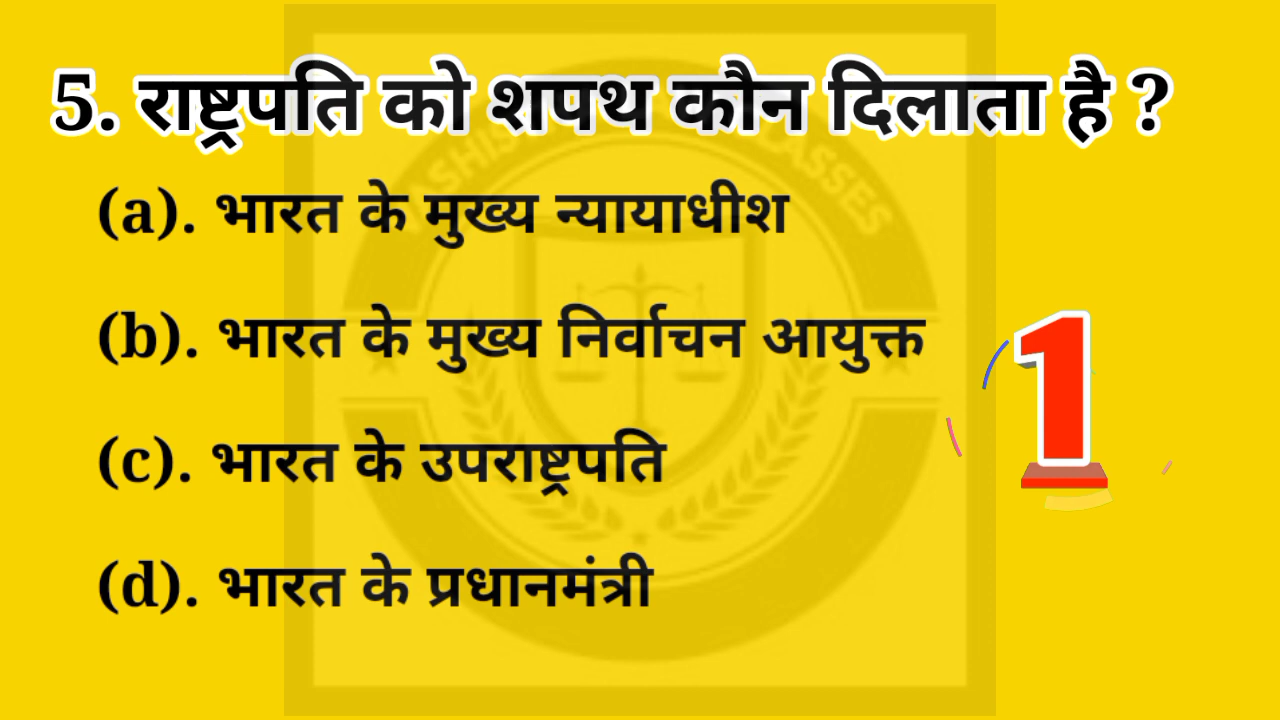 5. राष्ट्रपति को शपथ कौन दिलाता है ?
(a). भारत के मुख्य न्यायाधीश
(b). भारत के मुख्य निर्वाचन आयुक्त
1
(c). भारत के उपराष्ट्रपति
(d). भारत के प्रधानमंत्री